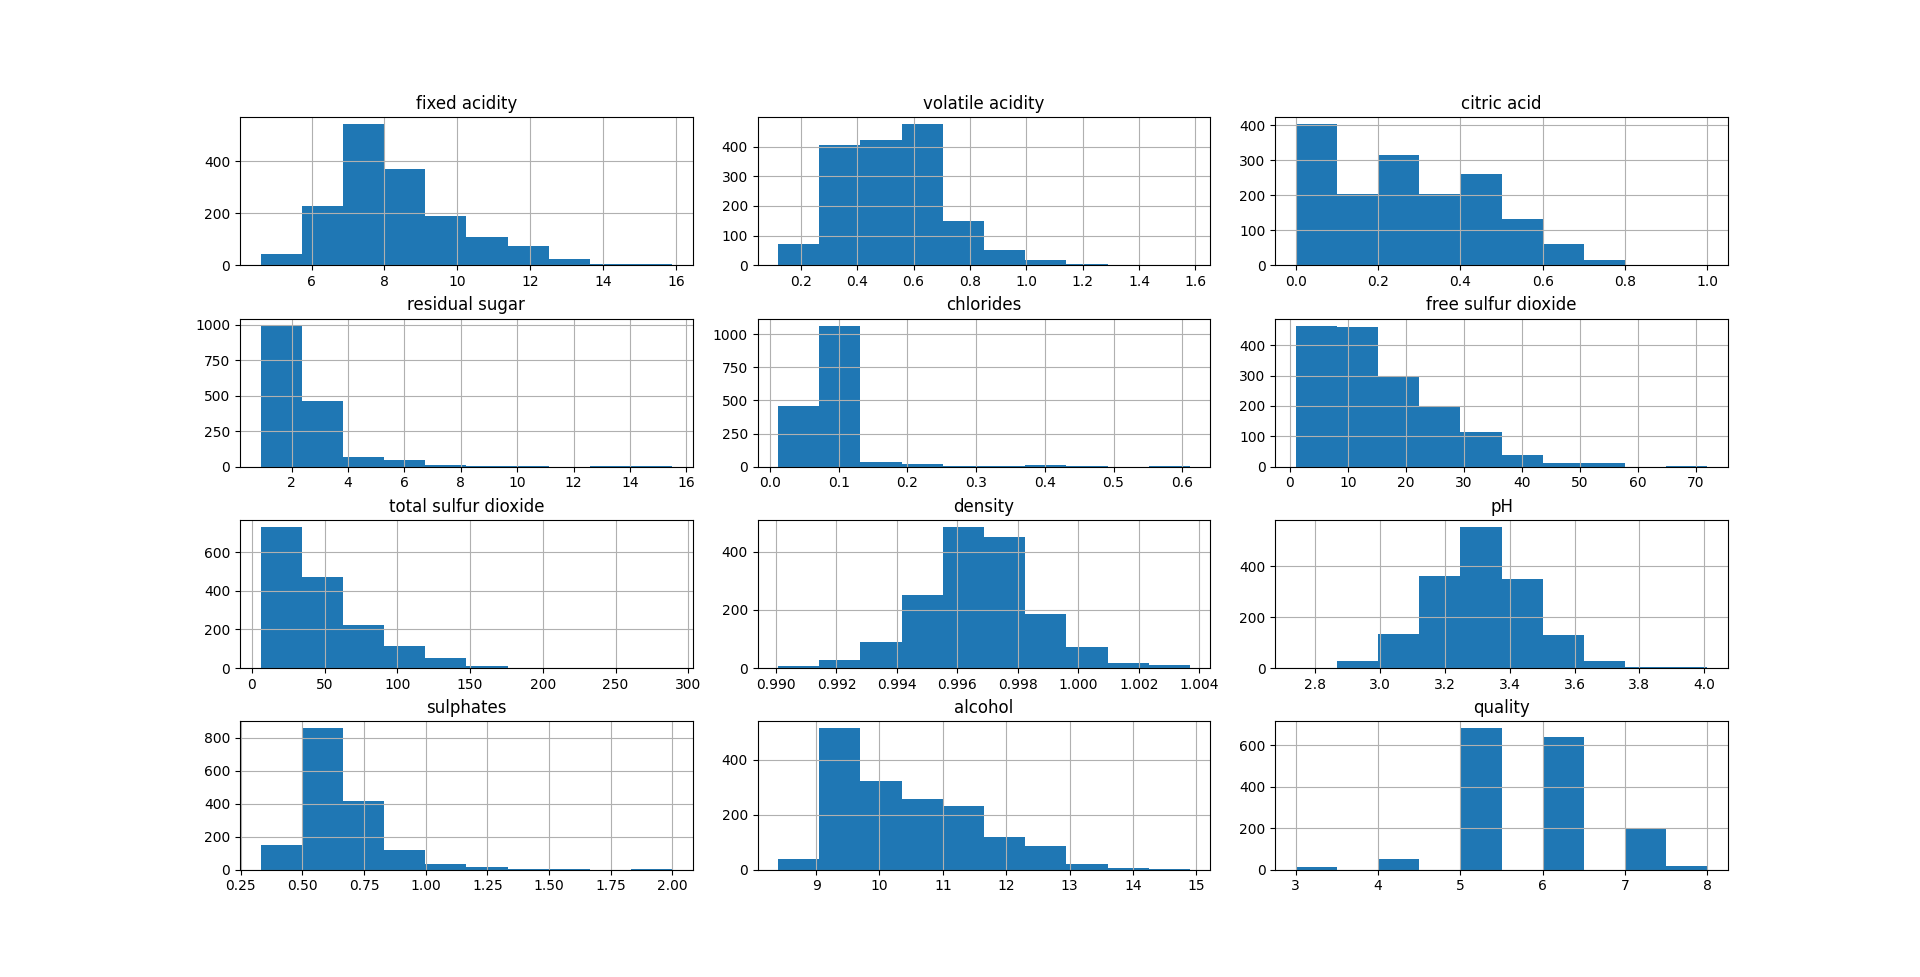 fixed acidity
400
200
0
6 8 10 12 14 16
volatile acidity
400
300
200
100
0
0.2 0.4 0.6 0.8 1.0 1.2 1.4 1.6
citric acid
400
300
200
100
0
0.0 0.2 0.4 0.6 0.8 1.0
residual sugar
1000
750
500
250
0
2 4 6 8 10 12 14 16
chlorides
1000
750
500
250
0
0.0 0.1 0.2 0.3 0.4 0.5 0.6
free sulfur dioxide
400
300
200
100
0
0 10 20 30 40 50 60 70
total sulfur dioxide
600
400
200
0
0 50 100 150 200 250 300
density
400
200
0
0.990 0.992 0.994 0.996 0.998 1.000 1.002 1.004
pH
400
200
0
2.8 3.0 3.2 3.4 3.6 3.8 4.0
sulphates
800
600
400
200
0
0.25 0.50 0.75 1.00 1.25 1.50 1.75 2.00
alcohol
400
200
0
9 10 11 12 13 14 15
quality
600
400
200
0
3 4 5 6 7 8